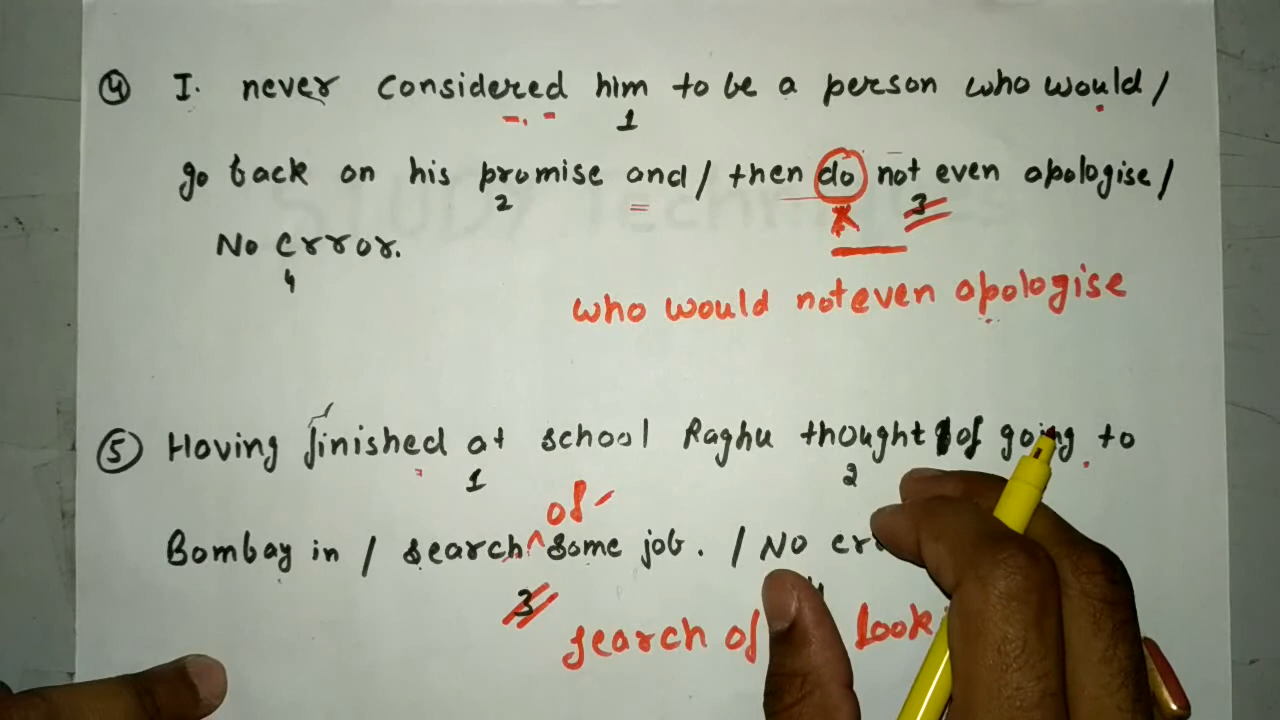 ④ I. never considered him to be a person who would /
1
go back on his promise and / then do not even apologise /
2 3
No error.
4
who would not even apologise
⑤ Having finished at school Raghu thought of going to
1 2
of
Bombay in / search ^ some job. / No
3
search of look